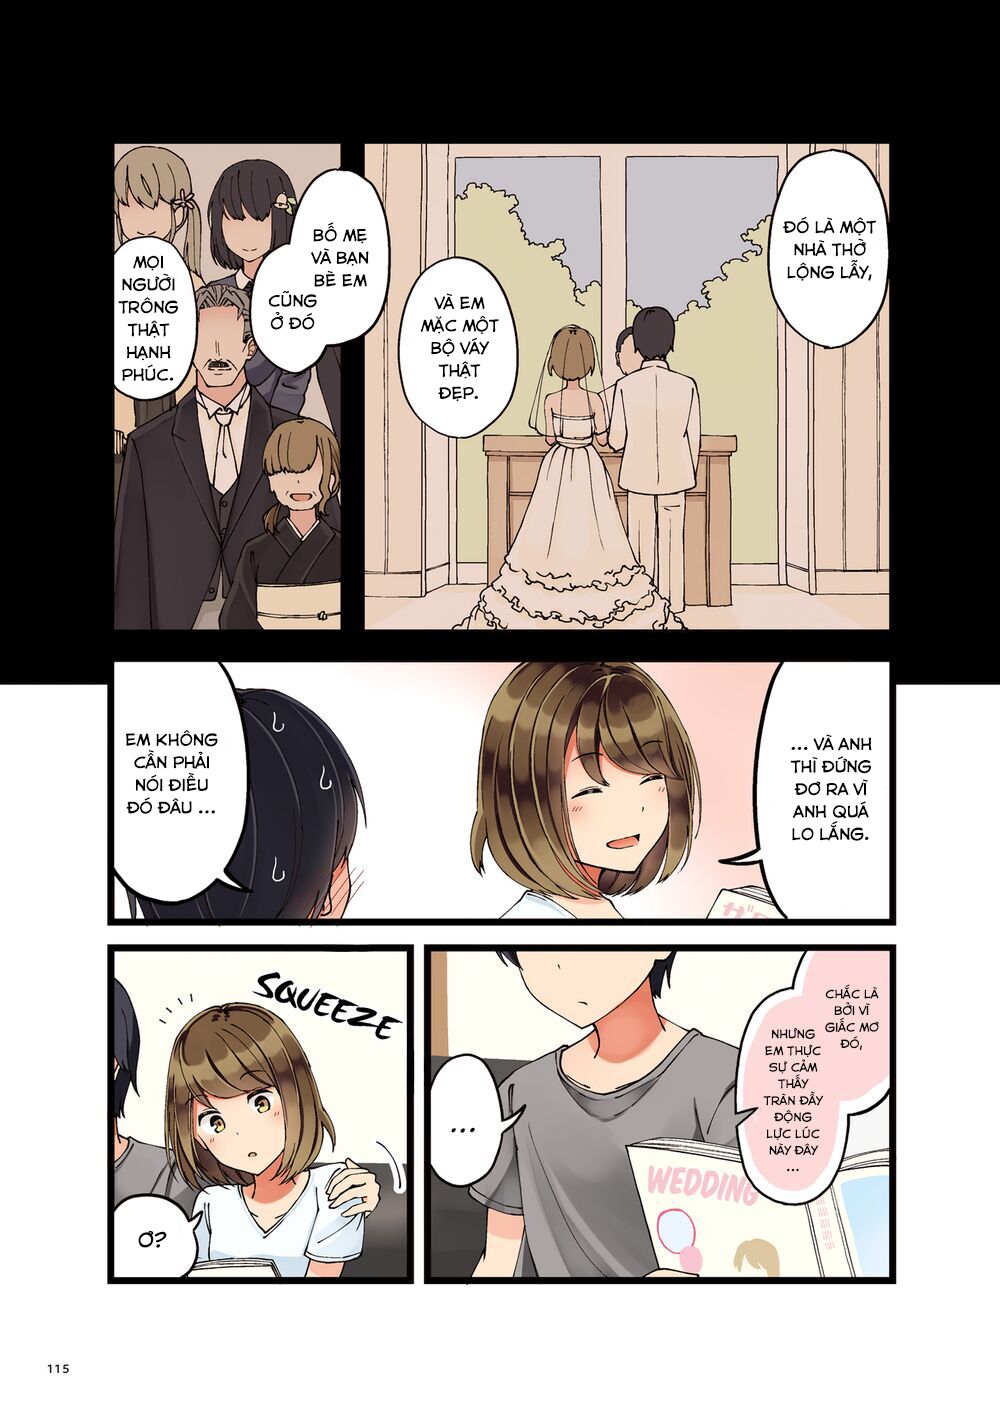 ĐÓ LÀ MỘT
NHÀ THỜ
LỘNG LẪY,
VÀ EM
MẶC MỘT
BỘ VÁY
THẬT
ĐẸP.
BỐ MẸ
VÀ BẠN
BÈ EM
CŨNG
Ở ĐÓ
MỌI
NGƯỜI
TRÔNG
THẬT
HẠNH
PHÚC.
... VÀ ANH
THÌ ĐỨNG
ĐƠ RA VÌ
ANH QUÁ
LO LẮNG.
EM KHÔNG
CẦN PHẢI
NÓI ĐIỀU
ĐÓ ĐÂU ...
CHẮC LÀ
BỞI VÌ
GIẤC MƠ
ĐÓ,
NHƯNG
EM THỰC
SỰ CẢM
THẤY
TRÀN ĐẦY
ĐỘNG
LỰC LÚC
NÀY ĐÂY
...
WEDDING
...
SQUEEZE
Ơ?
115